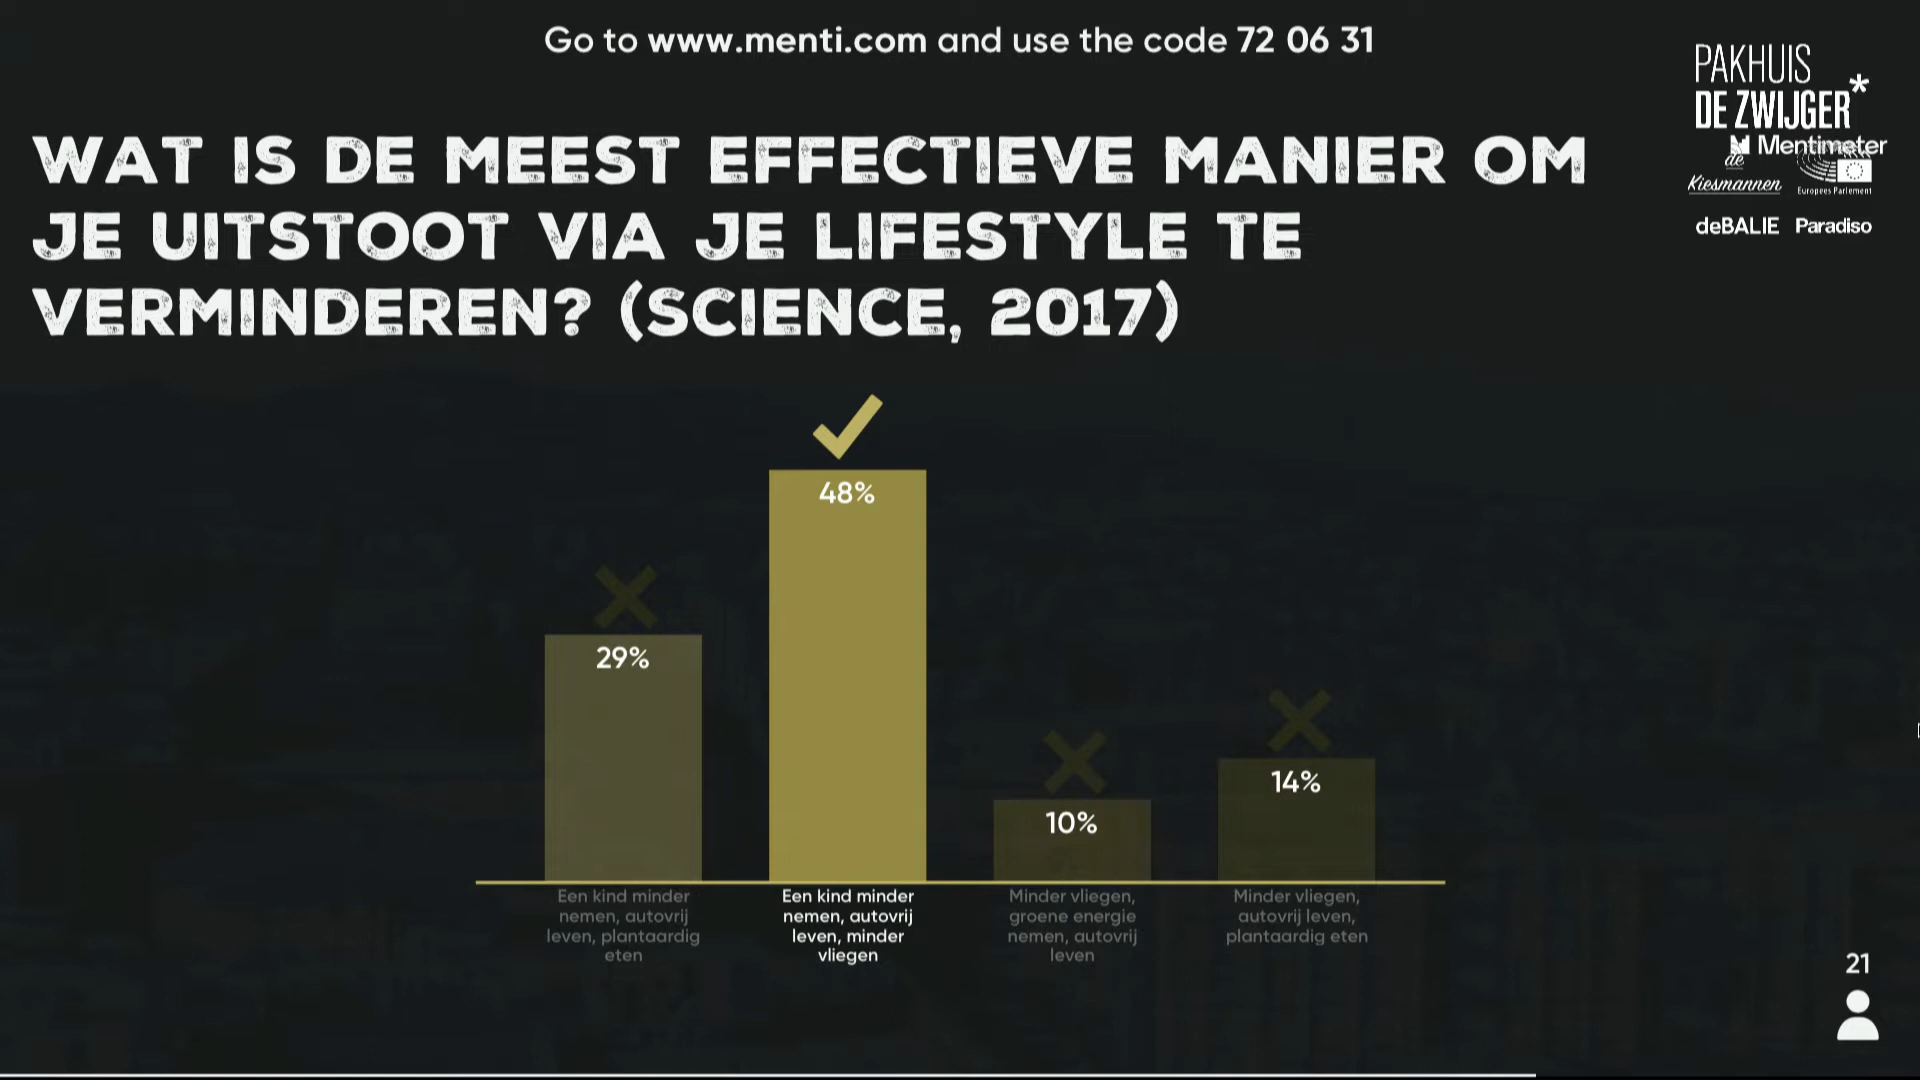 Go to www.menti.com and use the code 72 06 31
PAKHUIS
DE ZWIJGER*
Mentimeter
de
Kiesmannen
Europees Parlement
deBALIE Paradiso
WAT IS DE MEEST EFFECTIEVE MANIER OM
JE UITSTOOT VIA JE LIFESTYLE TE
VERMINDEREN? (SCIENCE, 2017)
29%
48%
10%
14%
Een kind minder
nemen, autovrij
leven, plantaardig
eten
Een kind minder
nemen, autovrij
leven, minder
vliegen
Minder vliegen,
groene energie
nemen, autovrij
leven
Minder vliegen,
autovrij leven,
plantaardig eten
21